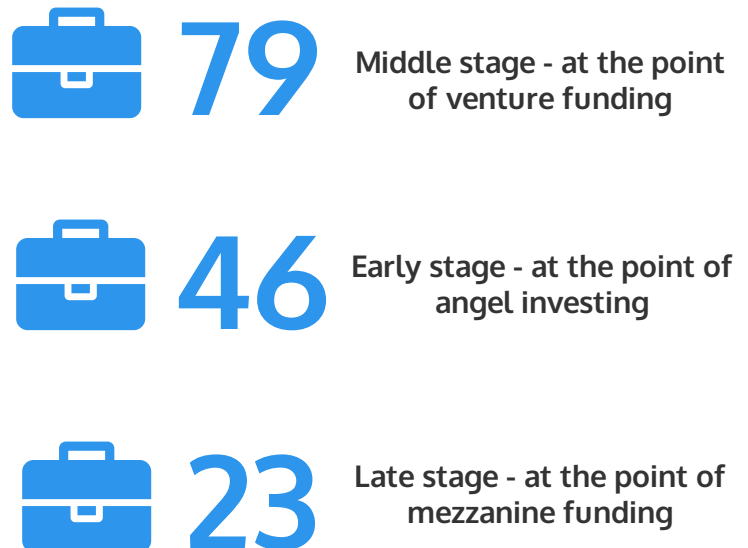 79
Middle stage - at the point
of venture funding
46
Early stage - at the point of
angel investing
23
Late stage - at the point of
mezzanine funding